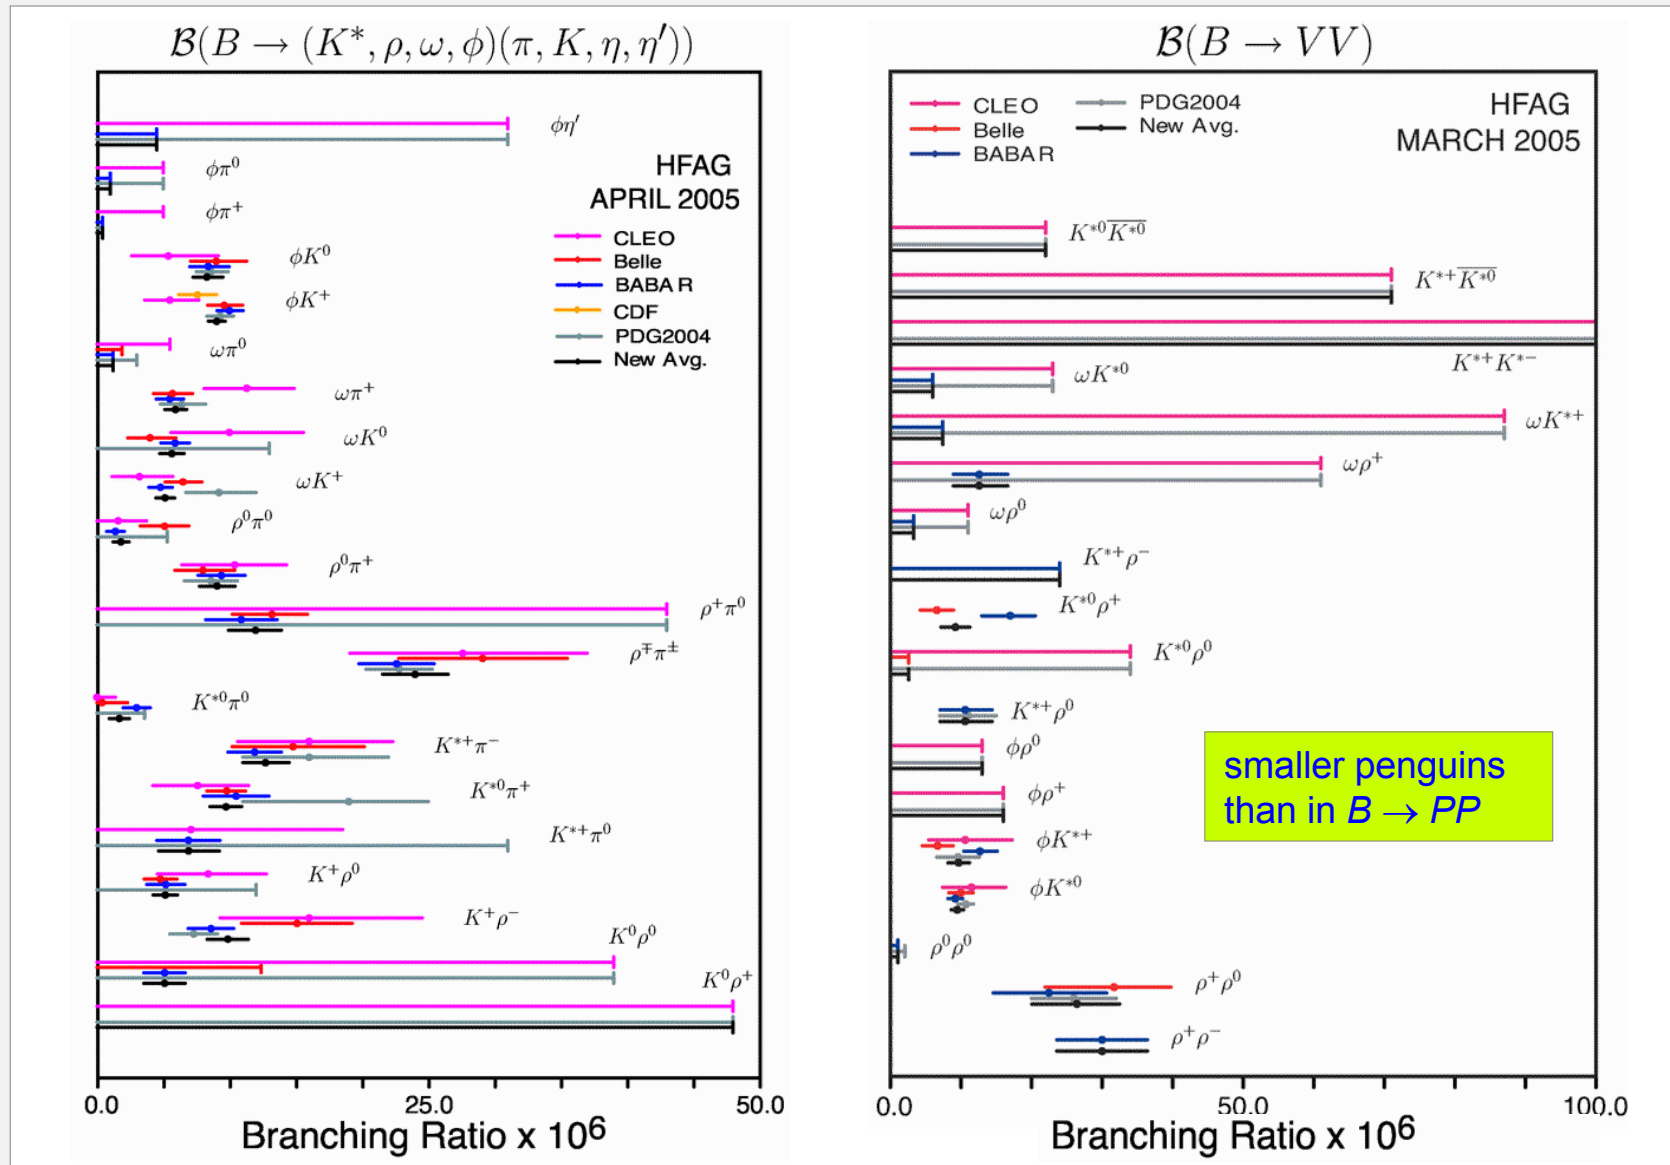 B(B → (K*, ρ, ω, φ)(π, K, η, η′))
φη′
φπ⁰
HFAG
APRIL 2005
φπ⁺
CLEO
Belle
BABAR
CDF
PDG2004
New Avg.
φK⁰
φK⁺
ωπ⁰
ωπ⁺
ωK⁰
ωK⁺
ρ⁰π⁰
ρ⁰π⁺
ρ⁺π⁰
ρ∓π±
K*⁰π⁰
K*⁺π⁻
K*⁰π⁺
K*⁺π⁰
K⁺ρ⁰
K⁺ρ⁻
K⁰ρ⁰
K⁰ρ⁺
0.0 25.0 50.0
Branching Ratio x 10⁶
B(B → VV)
CLEO PDG2004
Belle New Avg.
BABAR
HFAG
MARCH 2005
K*⁰K̅*̅⁰̅
K*⁺K̅*̅⁰̅
K*⁺K*⁻
ωK*⁰
ωK*⁺
ωρ⁺
ωρ⁰
K*⁺ρ⁻
K*⁰ρ⁺
K*⁰ρ⁰
K*⁺ρ⁰
φρ⁰
φρ⁺
φK*⁺
φK*⁰
ρ⁰ρ⁰
ρ⁺ρ⁰
ρ⁺ρ⁻
smaller penguins
than in B → PP
0.0 50.0 100.0
Branching Ratio x 10⁶